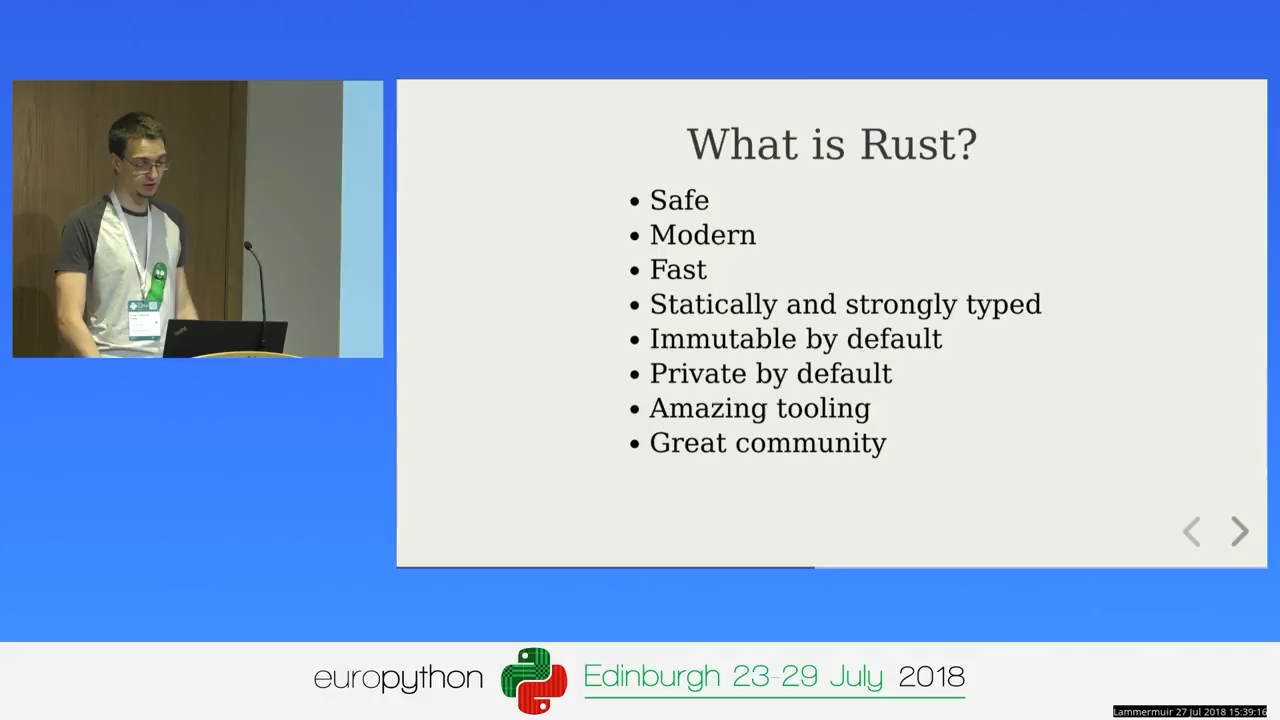 What is Rust?
• Safe
• Modern
• Fast
• Statically and strongly typed
• Immutable by default
• Private by default
• Amazing tooling
• Great community
europython Edinburgh 23-29 July 2018
Lammermuir 27 Jul 2018 15:39:16